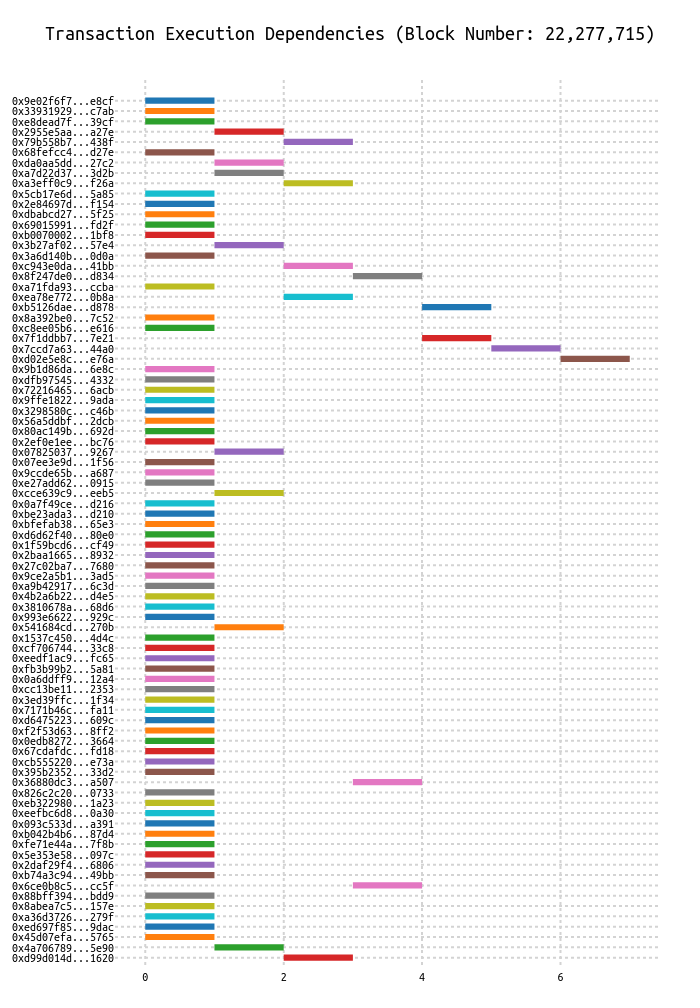 Transaction Execution Dependencies (Block Number: 22,277,715)
0x9e02f6f7...e8cf
0x33931929...c7ab
0xe8dead7f...39cf
0x2955e5aa...a27e
0x79b558b7...438f
0x68fefcc4...d27e
0xda0aa5dd...27c2
0xa7d22d37...3d2b
0xa3eff0c9...f26a
0x5cb17e6d...5a85
0x2e84697d...f154
0xdbabcd27...5f25
0x69015991...fd2f
0xb0070002...1bf8
0x3b27af02...57e4
0x3a6d140b...0d0a
0xc943e0da...41bb
0x8f247de0...d834
0xa71fda93...ccba
0xea78e772...0b8a
0xb5126dae...d878
0x8a392be0...7c52
0xc8ee05b6...e616
0x7f1ddbb7...7e21
0x7ccd7a63...44a0
0xd02e5e8c...e76a
0x9b1d86da...6e8c
0xdfb97545...4332
0x72216465...6acb
0x9ffe1822...9ada
0x3298580c...c46b
0x56a5ddbf...2dcb
0x80ac149b...692d
0x2ef0e1ee...bc76
0x07825037...9267
0x07ee3e9d...1f56
0x9ccde65b...a687
0xe27add62...0915
0xcce639c9...eeb5
0x0a7f49ce...d216
0xbe23ada3...d210
0xbfefab38...65e3
0xd6d62f40...80e0
0x1f59bcd6...cf49
0x2baa1665...8932
0x27c02ba7...7680
0x9ce2a5b1...3ad5
0xa9b42917...6c3d
0x4b2a6b22...d4e5
0x3810678a...68d6
0x993e6622...929c
0x541684cd...270b
0x1537c450...4d4c
0xcf706744...33c8
0xeedf1ac9...fc65
0xfb3b99b2...5a81
0x0a6ddff9...12a4
0xcc13be11...2353
0x3ed39ffc...1f34
0x7171b46c...fa11
0xd6475223...609c
0xf2f53d63...8ff2
0x0edb8272...3664
0x67cdafdc...fd18
0xcb555220...e73a
0x395b2352...33d2
0x36880dc3...a507
0x826c2c20...0733
0xeb322980...1a23
0xeefbc6d8...0a30
0x093c533d...a391
0xb042b4b6...87d4
0xfe71e44a...7f8b
0x5e353e58...097c
0x2daf29f4...6806
0xb74a3c94...49bb
0x6ce0b8c5...cc5f
0x88bff394...bdd9
0x8abea7c5...157e
0xa36d3726...279f
0xed697f85...9dac
0x45d07efa...5765
0x4a706789...5e90
0xd99d014d...1620
0 2 4 6